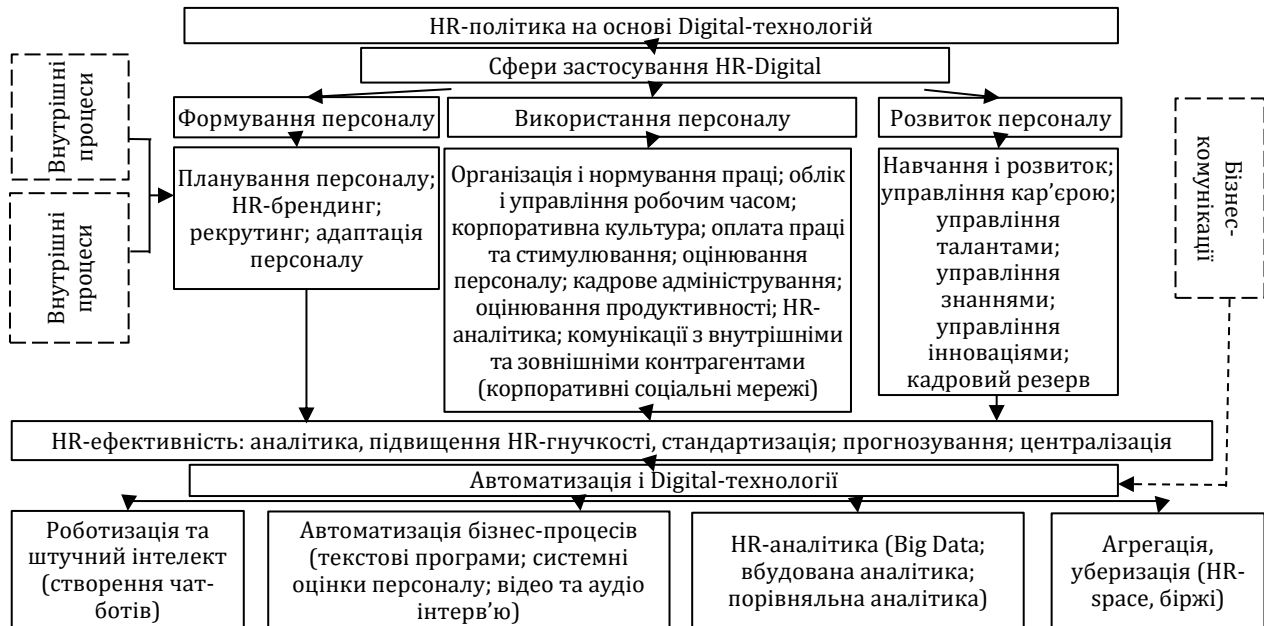 HR-політика на основі Digital-технологій
Сфери застосування HR-Digital
Внутрішні
процеси
Внутрішні
процеси
Формування персоналу
Використання персоналу
Розвиток персоналу
Бізнес-
комунікації
Планування персоналу;
HR-брендинг;
рекрутинг; адаптація
персоналу
Організація і нормування праці; облік
і управління робочим часом;
корпоративна культура; оплата праці
та стимулювання; оцінювання
персоналу; кадрове адміністрування;
оцінювання продуктивності; HR-
аналітика; комунікації з внутрішніми
та зовнішніми контрагентами
(корпоративні соціальні мережі)
Навчання і розвиток;
управління кар’єрою;
управління
талантами;
управління
знаннями;
управління
інноваціями;
кадровий резерв
HR-ефективність: аналітика, підвищення HR-гнучкості, стандартизація; прогнозування; централізація
Автоматизація і Digital-технології
Роботизація та
штучний інтелект
(створення чат-
ботів)
Автоматизація бізнес-процесів
(текстові програми; системні
оцінки персоналу; відео та аудіо
інтерв’ю)
HR-аналітика (Big Data;
вбудована аналітика;
HR-
порівняльна аналітика)
Агрегація,
уберизація (HR-
space, біржі)